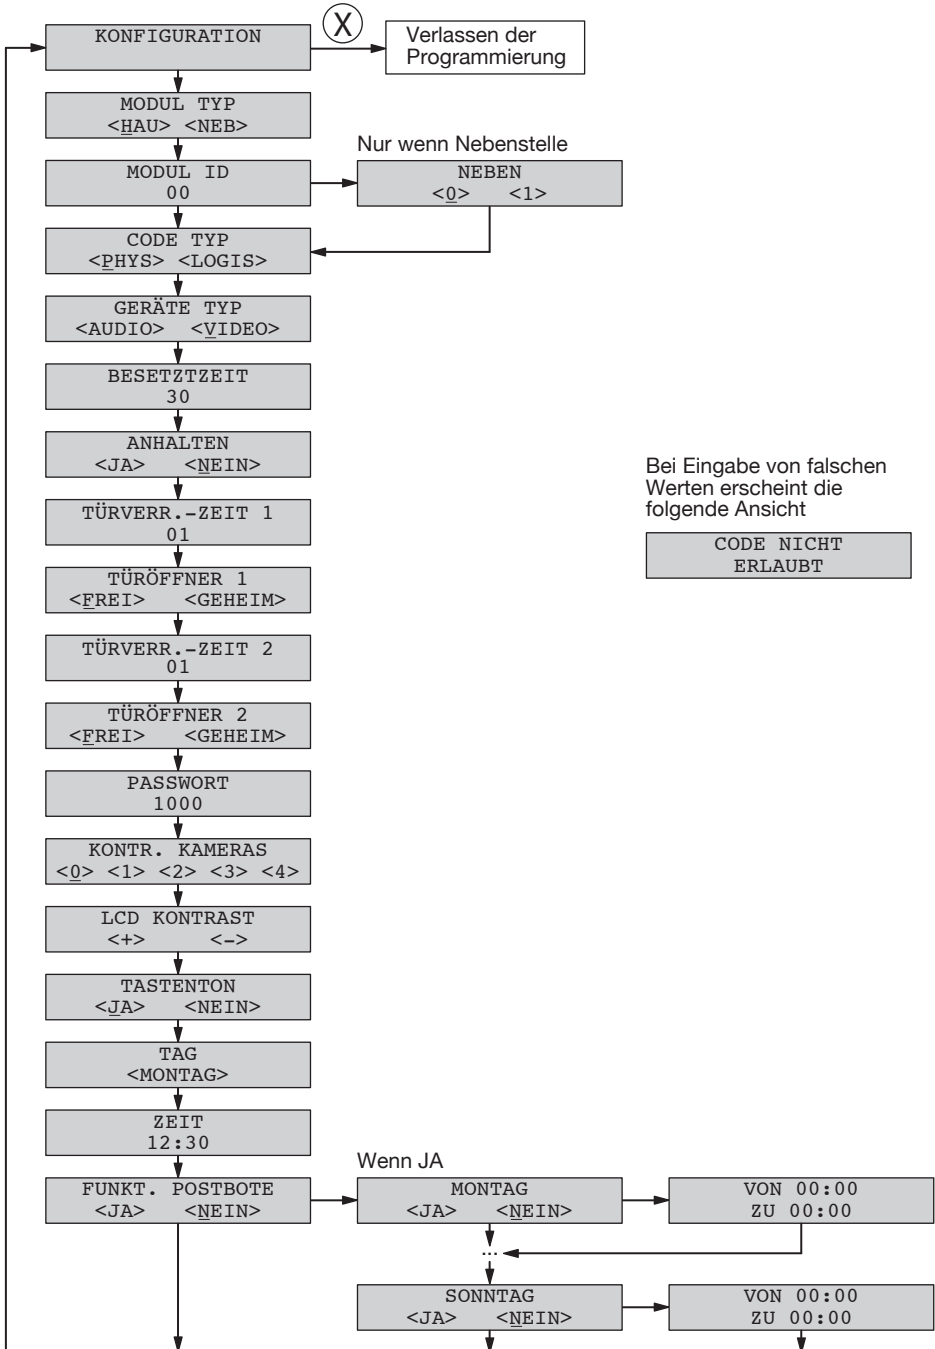 X
KONFIGURATION
Verlassen der
Programmierung
MODUL TYP
<HAU> <NEB>
Nur wenn Nebenstelle
MODUL ID
00
NEBEN
<0> <1>
CODE TYP
<PHYS> <LOGIS>
GERÄTE TYP
<AUDIO> <VIDEO>
BESETZTZEIT
30
ANHALTEN
<JA> <NEIN>
Bei Eingabe von falschen
Werten erscheint die
folgende Ansicht
CODE NICHT
ERLAUBT
TÜRVERR.-ZEIT 1
01
TÜRÖFFNER 1
<FREI> <GEHEIM>
TÜRVERR.-ZEIT 2
01
TÜRÖFFNER 2
<FREI> <GEHEIM>
PASSWORT
1000
KONTR. KAMERAS
<0> <1> <2> <3> <4>
LCD KONTRAST
<+> <->
TASTENTON
<JA> <NEIN>
TAG
<MONTAG>
ZEIT
12:30
Wenn JA
FUNKT. POSTBOTE
<JA> <NEIN>
MONTAG
<JA> <NEIN>
VON 00:00
ZU 00:00
...
SONNTAG
<JA> <NEIN>
VON 00:00
ZU 00:00